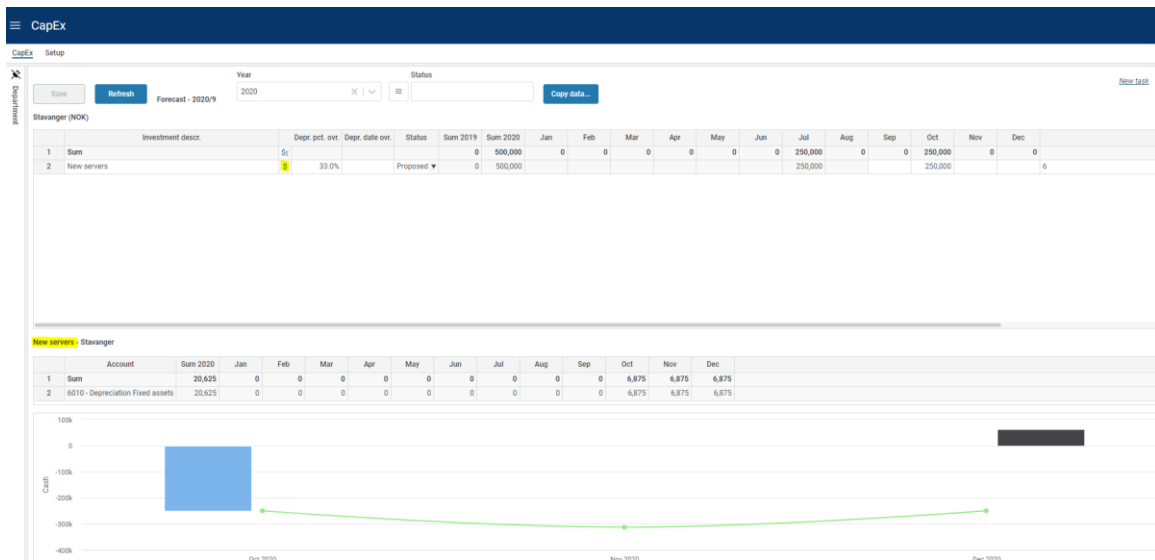 CapEx
CapEx Setup
Department
Year Status
Save Refresh Forecast - 2020/9 2020 Copy data... New task
Stavanger (NOK)
Investment descr. Depr. pct. ovr. Depr. date ovr. Status Sum 2019 Sum 2020 Jan Feb Mar Apr May Jun Jul Aug Sep Oct Nov Dec
1 Sum $Σ 0 500,000 0 0 0 0 0 0 250,000 0 0 250,000 0 0
2 New servers $ 33.0% Proposed ▼ 0 500,000 250,000 250,000 6
New servers - Stavanger
Account Sum 2020 Jan Feb Mar Apr May Jun Jul Aug Sep Oct Nov Dec
1 Sum 20,625 0 0 0 0 0 0 0 0 0 6,875 6,875 6,875
2 6010 - Depreciation Fixed assets 20,625 0 0 0 0 0 0 0 0 0 6,875 6,875 6,875
100k
0
-100k
Cash
-200k
-300k
-400k
Oct 2020 Nov 2020 Dec 2020